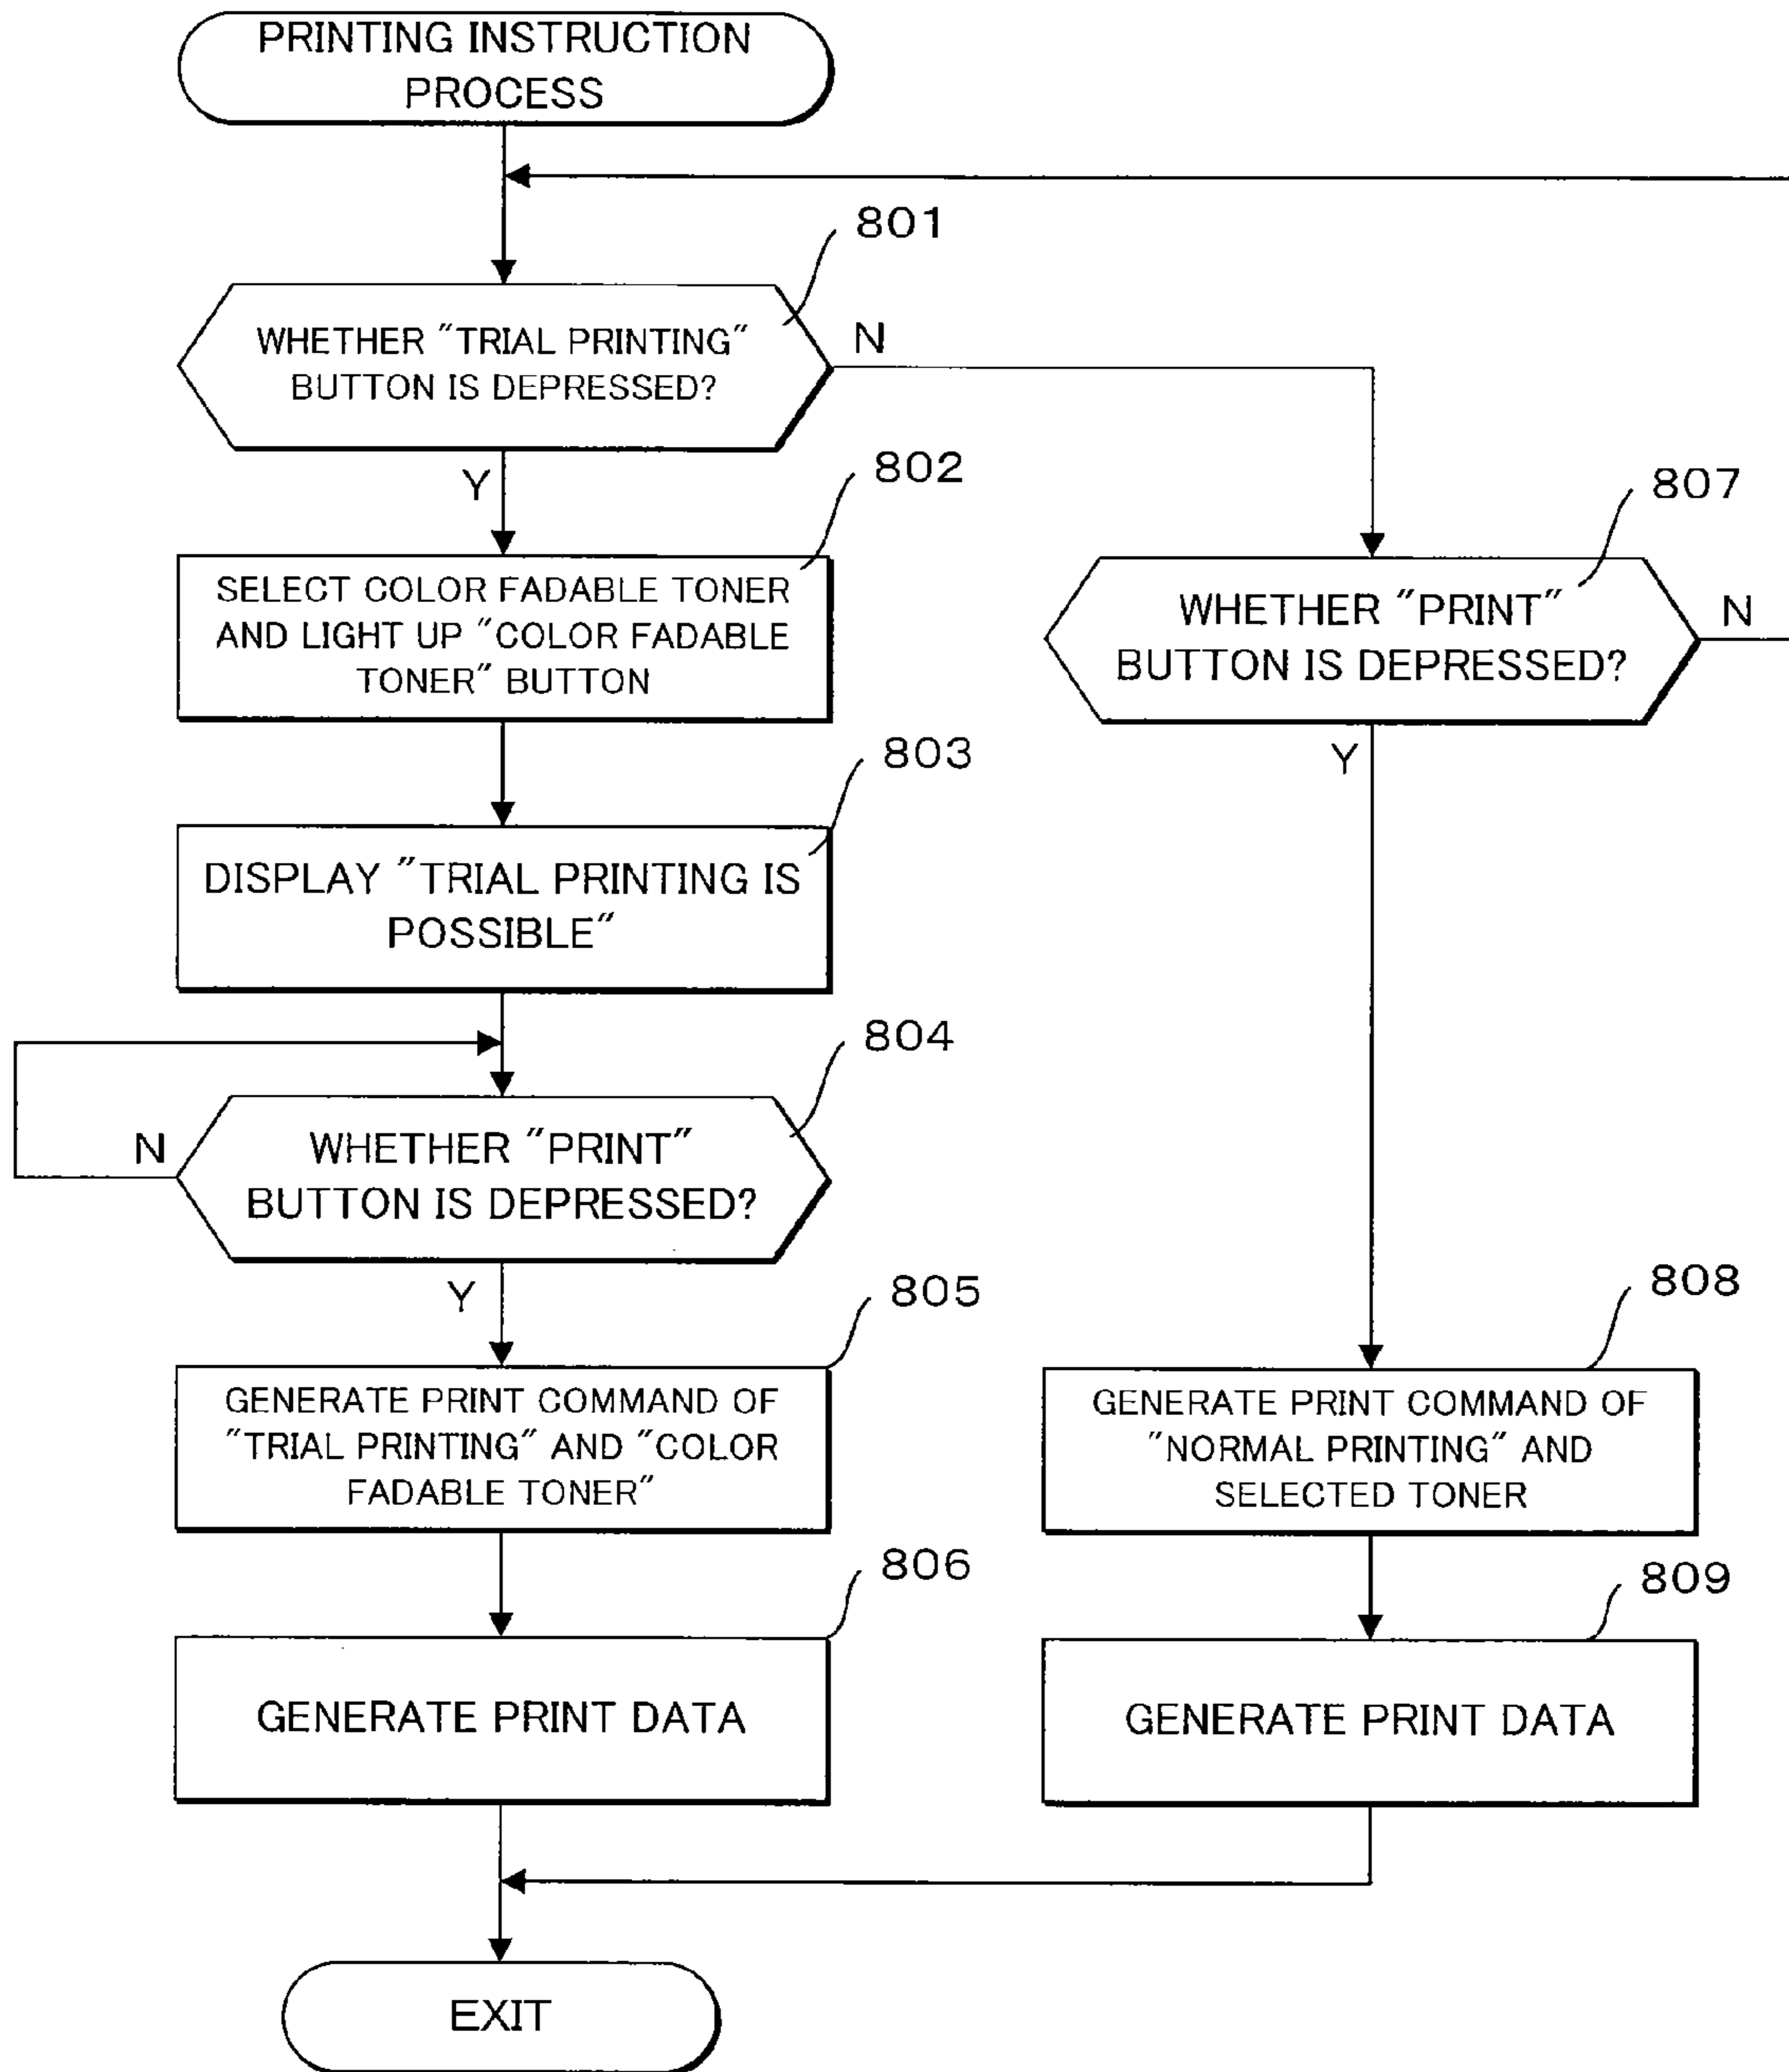 PRINTING INSTRUCTION
PROCESS
801
WHETHER "TRIAL PRINTING"
BUTTON IS DEPRESSED?
N
Y
802
SELECT COLOR FADABLE TONER
AND LIGHT UP "COLOR FADABLE
TONER" BUTTON
803
DISPLAY "TRIAL PRINTING IS
POSSIBLE"
804
WHETHER "PRINT"
BUTTON IS DEPRESSED?
N
Y
805
GENERATE PRINT COMMAND OF
"TRIAL PRINTING" AND "COLOR
FADABLE TONER"
806
GENERATE PRINT DATA
807
WHETHER "PRINT"
BUTTON IS DEPRESSED?
N
Y
808
GENERATE PRINT COMMAND OF
"NORMAL PRINTING" AND
SELECTED TONER
809
GENERATE PRINT DATA
EXIT